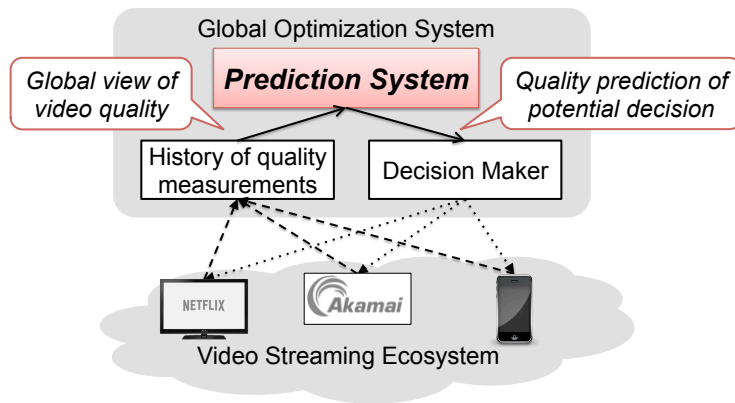 Global Optimization System
Prediction System
Global view of
video quality
Quality prediction of
potential decision
History of quality
measurements
Decision Maker
NETFLIX
Akamai
Video Streaming Ecosystem